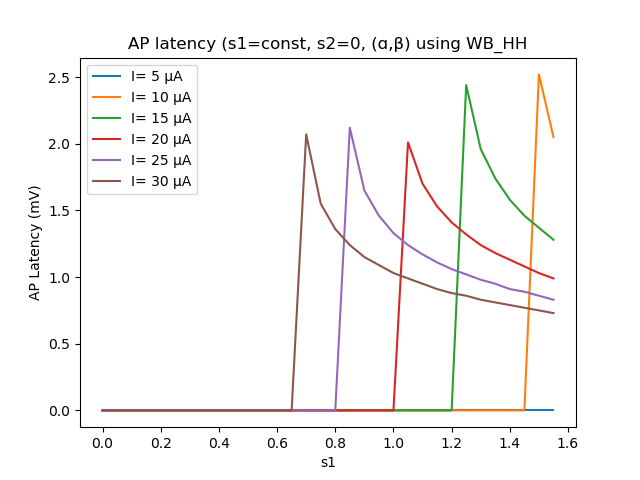 AP latency (s1=const, s2=0, (α,β) using WB_HH
I= 5 μA
I= 10 μA
I= 15 μA
I= 20 μA
I= 25 μA
I= 30 μA
AP Latency (mV)
2.5
2.0
1.5
1.0
0.5
0.0
0.0 0.2 0.4 0.6 0.8 1.0 1.2 1.4 1.6
s1